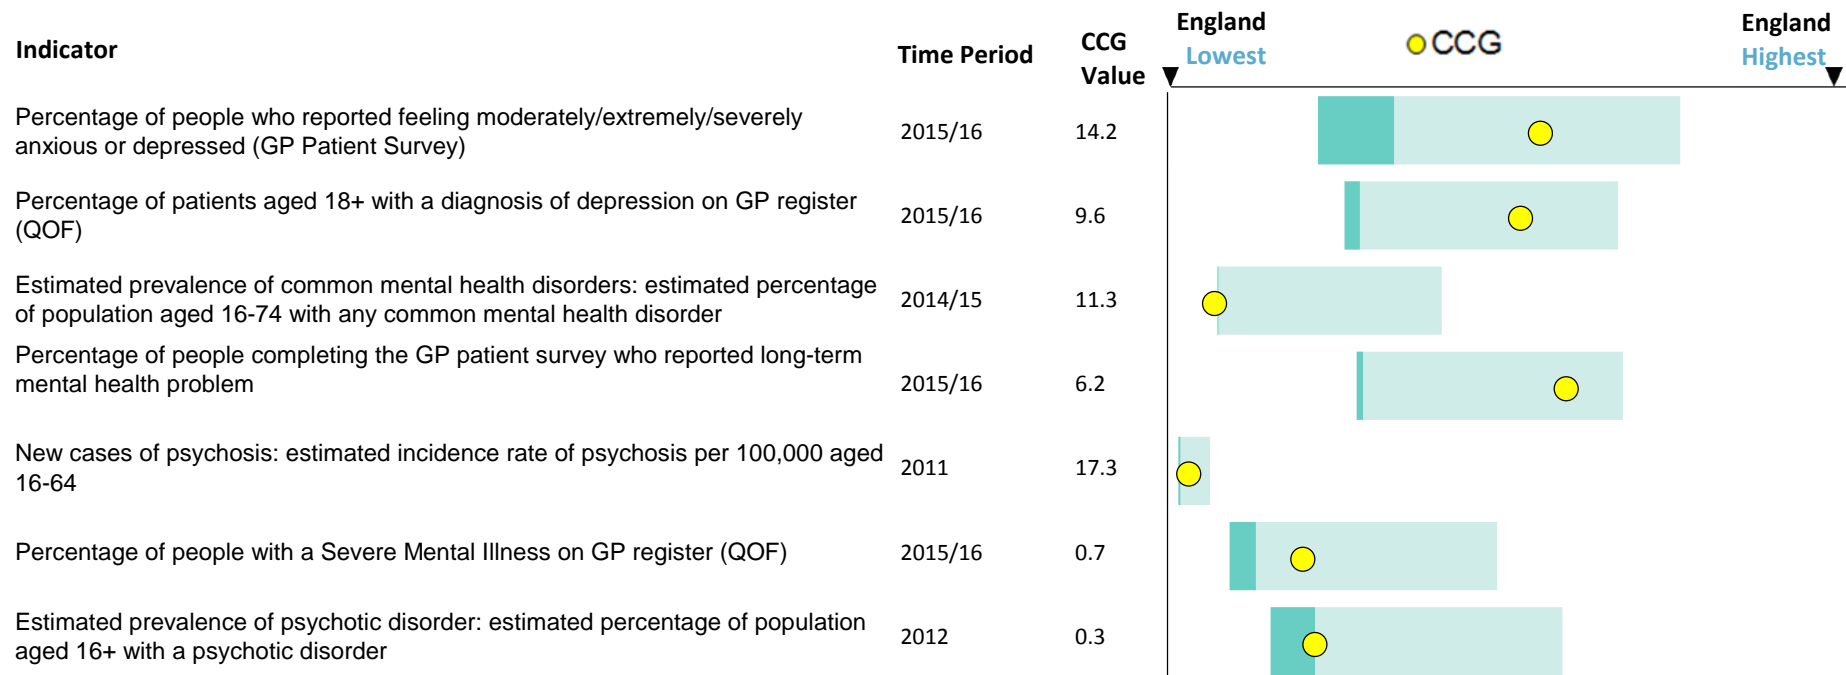 Indicator
Time Period
CCG
Value
England
Lowest
CCG
England
Highest
Percentage of people who reported feeling moderately/extremely/severely
anxious or depressed (GP Patient Survey)
2015/16
14.2
Percentage of patients aged 18+ with a diagnosis of depression on GP register
(QOF)
2015/16
9.6
Estimated prevalence of common mental health disorders: estimated percentage
of population aged 16-74 with any common mental health disorder
2014/15
11.3
Percentage of people completing the GP patient survey who reported long-term
mental health problem
2015/16
6.2
New cases of psychosis: estimated incidence rate of psychosis per 100,000 aged
16-64
2011
17.3
Percentage of people with a Severe Mental Illness on GP register (QOF)
2015/16
0.7
Estimated prevalence of psychotic disorder: estimated percentage of population
aged 16+ with a psychotic disorder
2012
0.3